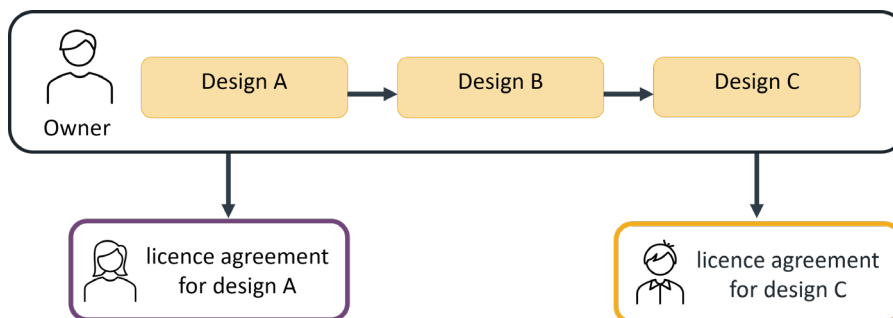 Design A
Design B
Design C
Owner
licence agreement
for design A
licence agreement
for design C